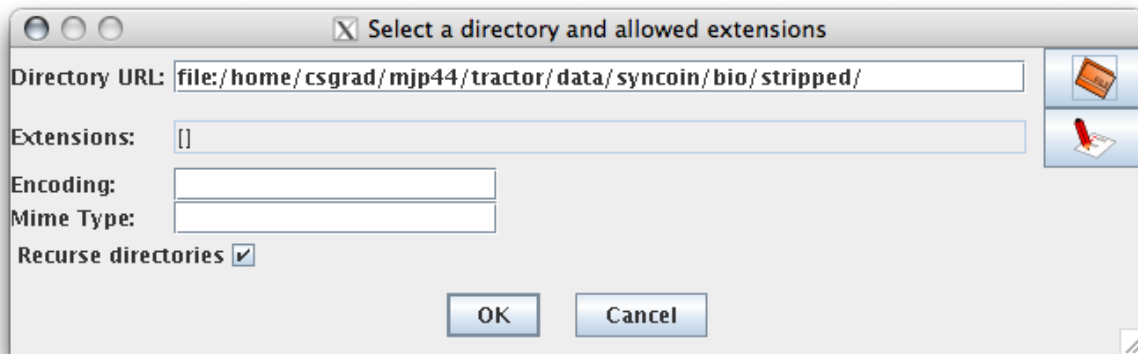 Select a directory and allowed extensions
Directory URL: file:/home/csgrad/mjp44/tractor/data/syncoin/bio/stripped/
Extensions: []
Encoding:
Mime Type:
Recurse directories
OK Cancel